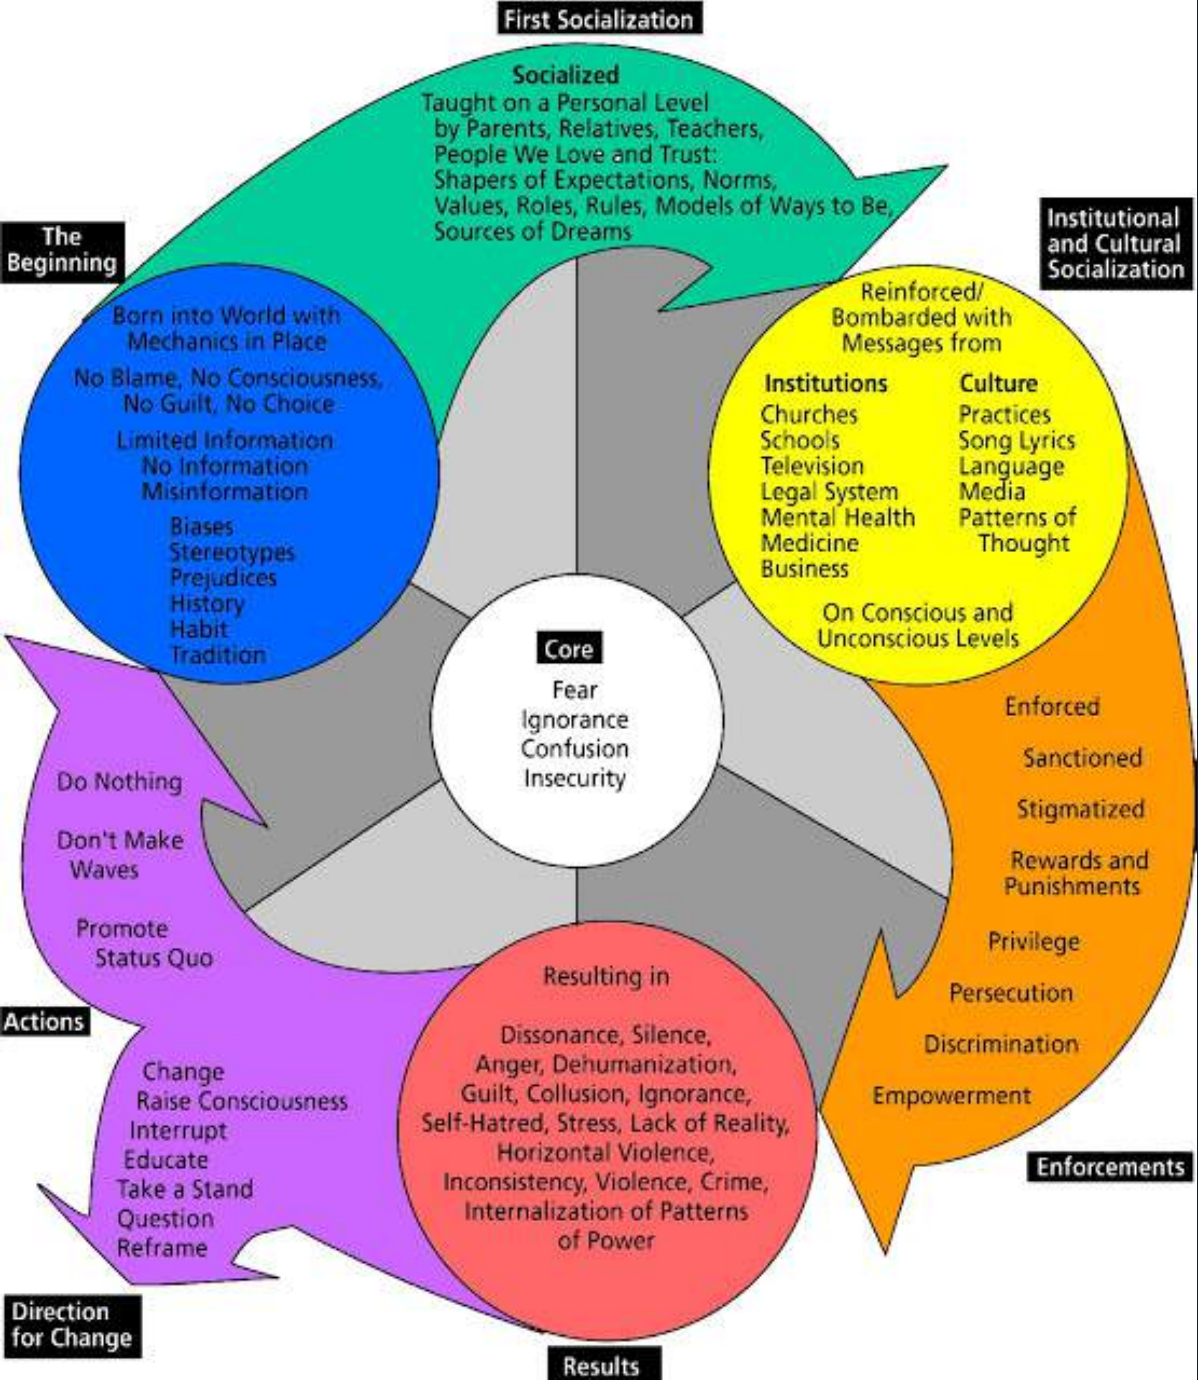 First Socialization
Socialized
Taught on a Personal Level
by Parents, Relatives, Teachers,
People We Love and Trust:
Shapers of Expectations, Norms,
Values, Roles, Rules, Models of Ways to Be,
Sources of Dreams
The
Beginning
Born into World with
Mechanics in Place
No Blame, No Consciousness,
No Guilt, No Choice
Limited Information
No Information
Misinformation
Biases
Stereotypes
Prejudices
History
Habit
Tradition
Institutional
and Cultural
Socialization
Reinforced/
Bombarded with
Messages from
Institutions
Churches
Schools
Television
Legal System
Mental Health
Medicine
Business
Culture
Practices
Song Lyrics
Language
Media
Patterns of
Thought
On Conscious and
Unconscious Levels
Core
Fear
Ignorance
Confusion
Insecurity
Enforced
Sanctioned
Stigmatized
Rewards and
Punishments
Privilege
Persecution
Discrimination
Empowerment
Enforcements
Resulting in
Dissonance, Silence,
Anger, Dehumanization,
Guilt, Collusion, Ignorance,
Self-Hatred, Stress, Lack of Reality,
Horizontal Violence,
Inconsistency, Violence, Crime,
Internalization of Patterns
of Power
Results
Do Nothing
Don't Make
Waves
Promote
Status Quo
Actions
Change
Raise Consciousness
Interrupt
Educate
Take a Stand
Question
Reframe
Direction
for Change